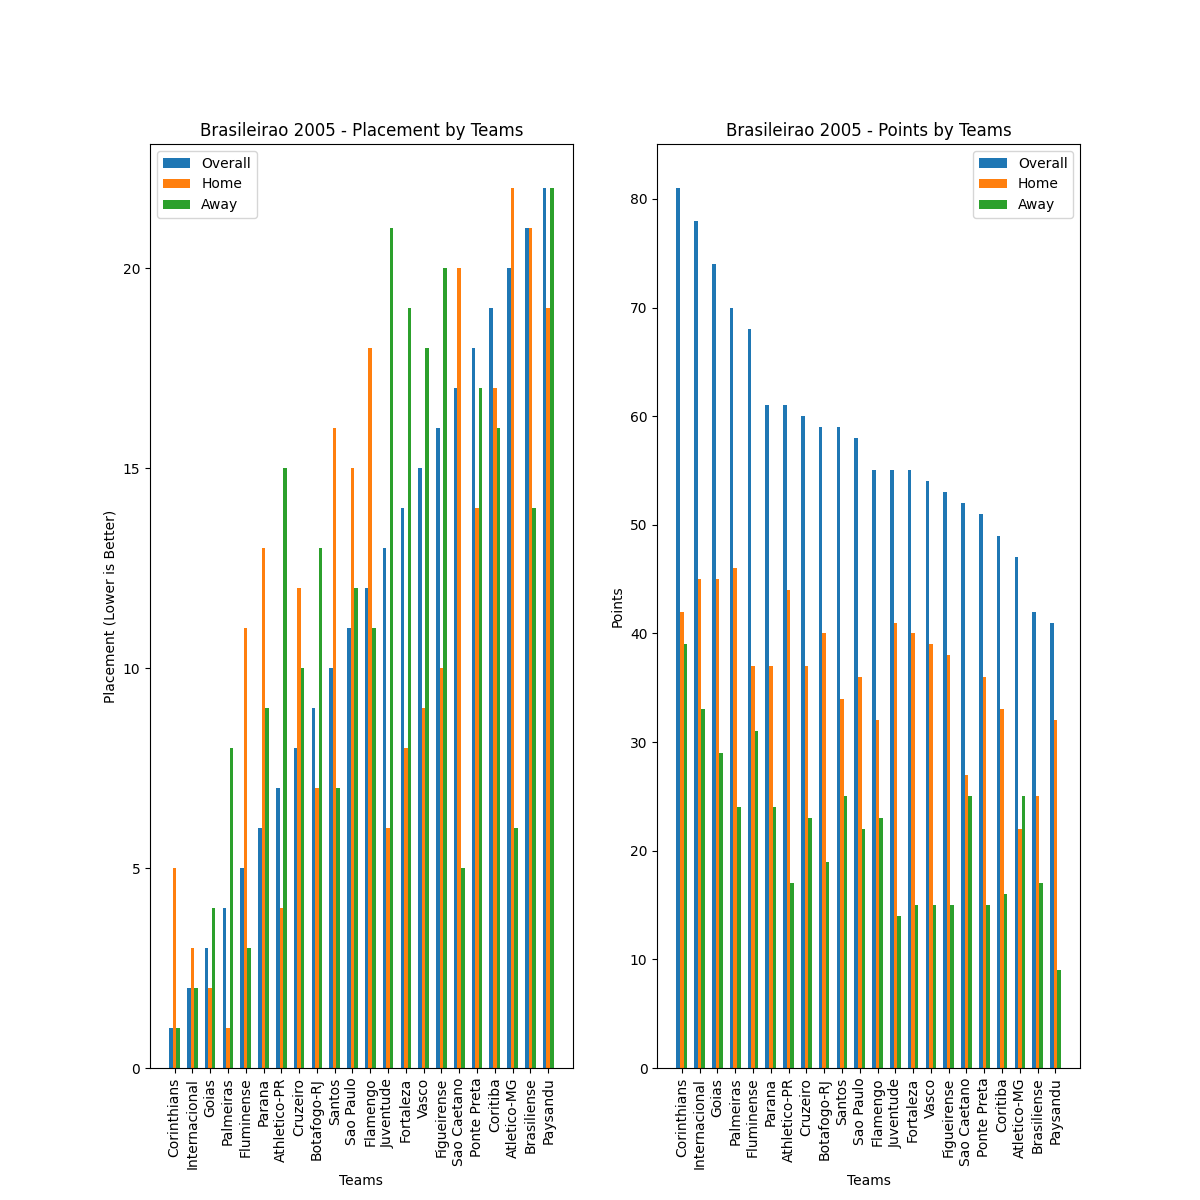 Brasileirao 2005 - Placement by Teams
Overall
Home
Away
Placement (Lower is Better)
20
15
10
5
0
Corinthians
Internacional
Goias
Palmeiras
Fluminense
Parana
Athletico-PR
Cruzeiro
Botafogo-RJ
Santos
Sao Paulo
Flamengo
Juventude
Fortaleza
Vasco
Figueirense
Sao Caetano
Ponte Preta
Coritiba
Atletico-MG
Brasiliense
Paysandu
Teams
Brasileirao 2005 - Points by Teams
Overall
Home
Away
Points
80
70
60
50
40
30
20
10
0
Corinthians
Internacional
Goias
Palmeiras
Fluminense
Parana
Athletico-PR
Cruzeiro
Botafogo-RJ
Santos
Sao Paulo
Flamengo
Juventude
Fortaleza
Vasco
Figueirense
Sao Caetano
Ponte Preta
Coritiba
Atletico-MG
Brasiliense
Paysandu
Teams